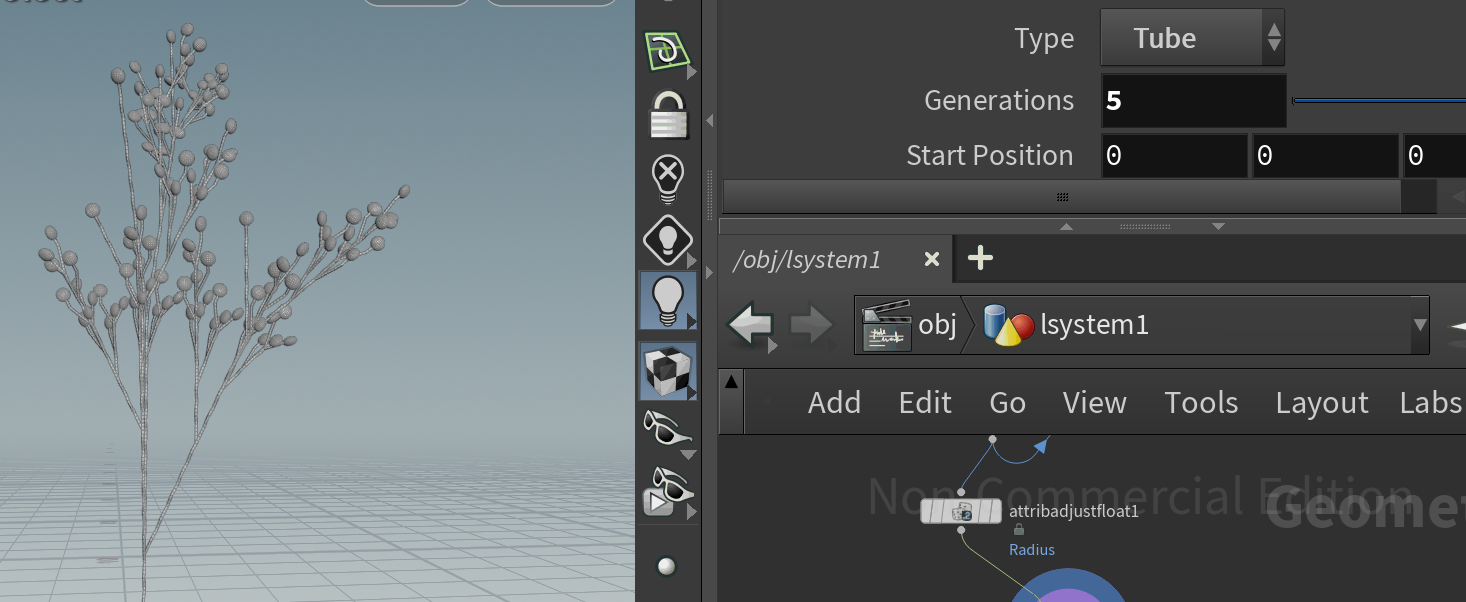 Type Tube
Generations 5
Start Position 0 0 0
/obj/lsystem1
obj lsystem1
Add Edit Go View Tools Layout Labs
Non-Commercial Edition
Geomet
attribadjustfloat1
Radius